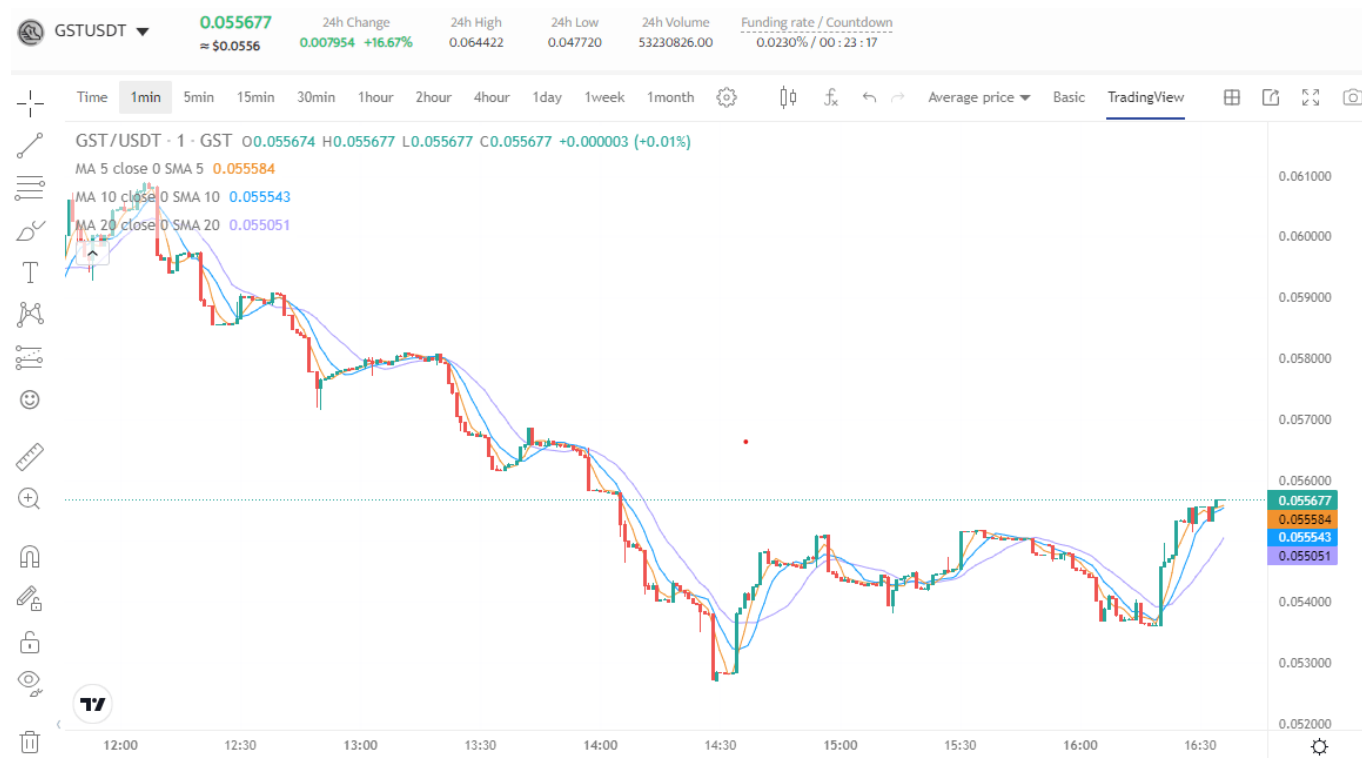 GSTUSDT
0.055677
≈ $0.0556
24h Change
0.007954 +16.67%
24h High
0.064422
24h Low
0.047720
24h Volume
53230826.00
Funding rate / Countdown
0.0230% / 00 : 23 : 17
Time 1min 5min 15min 30min 1hour 2hour 4hour 1day 1week 1month Average price Basic TradingView
GST/USDT · 1 · GST O0.055674 H0.055677 L0.055677 C0.055677 +0.000003 (+0.01%)
MA 5 close 0 SMA 5 0.055584
MA 10 close 0 SMA 10 0.055543
MA 20 close 0 SMA 20 0.055051
0.061000
0.060000
0.059000
0.058000
0.057000
0.056000
0.055677
0.055584
0.055543
0.055051
0.054000
0.053000
0.052000
12:00 12:30 13:00 13:30 14:00 14:30 15:00 15:30 16:00 16:30